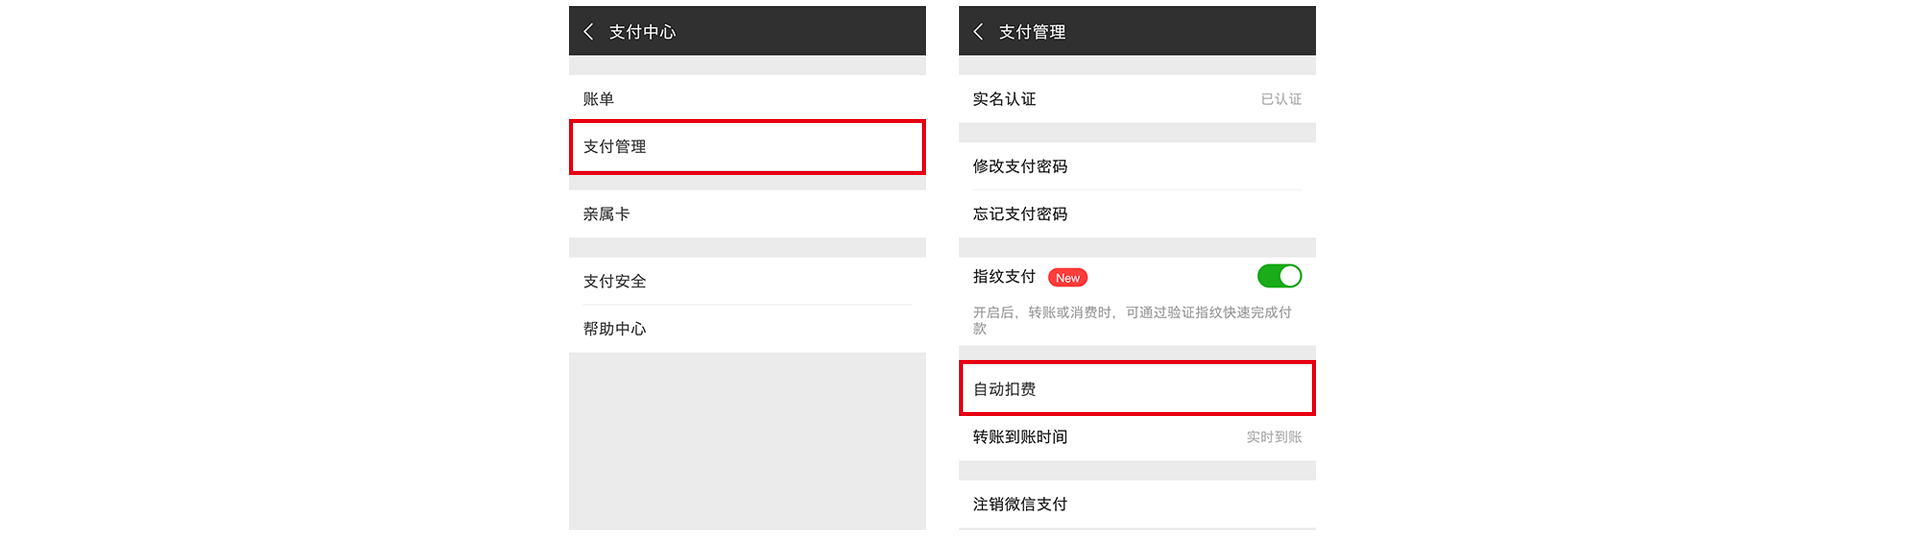 支付中心
账单
支付管理
亲属卡
支付安全
帮助中心
支付管理
实名认证 已认证
修改支付密码
忘记支付密码
指纹支付 New
开启后，转账或消费时，可通过验证指纹快速完成付
款
自动扣费
转账到账时间 实时到账
注销微信支付